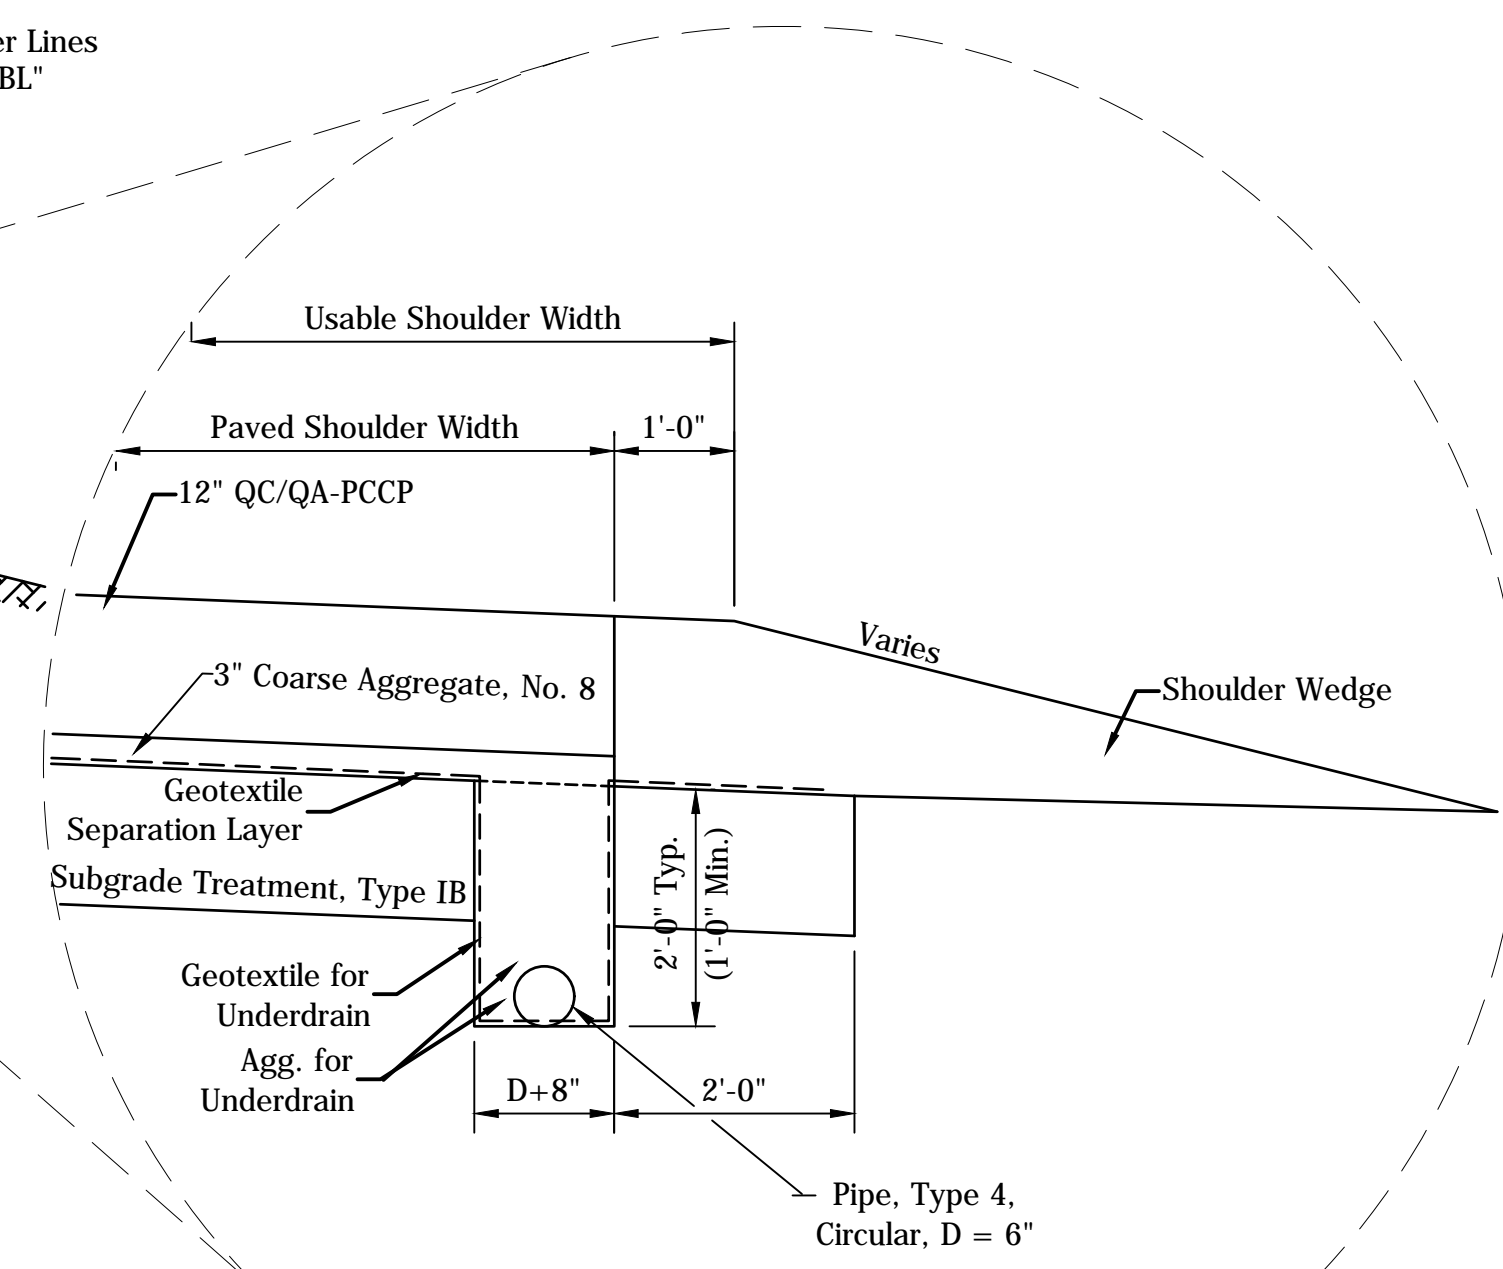 er Lines
BL"
Usable Shoulder Width
Paved Shoulder Width
1'-0"
12" QC/QA-PCCP
Varies
3" Coarse Aggregate, No. 8
Shoulder Wedge
Geotextile
Separation Layer
2'-0" Typ.
(1'-0" Min.)
Subgrade Treatment, Type IB
Geotextile for
Underdrain
Agg. for
Underdrain
D+8"
2'-0"
Pipe, Type 4,
Circular, D = 6"